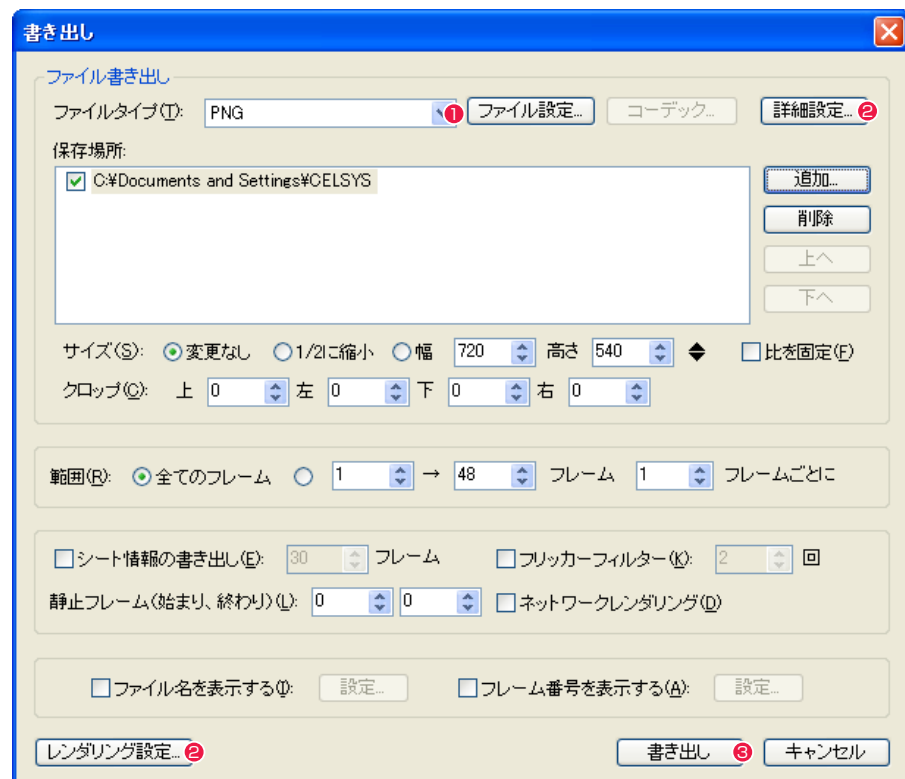 書き出し
ファイル書き出し
ファイルタイプ(T): PNG ❶ ファイル設定... コーデック... 詳細設定... ❷
保存場所:
C:¥Documents and Settings¥CELSYS
追加...
削除
上へ
下へ
サイズ(S): 変更なし 1/2に縮小 幅 720 高さ 540 比を固定(F)
クロップ(C): 上 0 左 0 下 0 右 0
範囲(R): 全てのフレーム 1 → 48 フレーム 1 フレームごとに
シート情報の書き出し(E): 30 フレーム フリッカーフィルター(K): 2 回
静止フレーム(始まり、終わり)(L): 0 0 ネットワークレンダリング(D)
ファイル名を表示する(I): 設定... フレーム番号を表示する(A): 設定...
レンダリング設定... ❷ 書き出し ❸ キャンセル